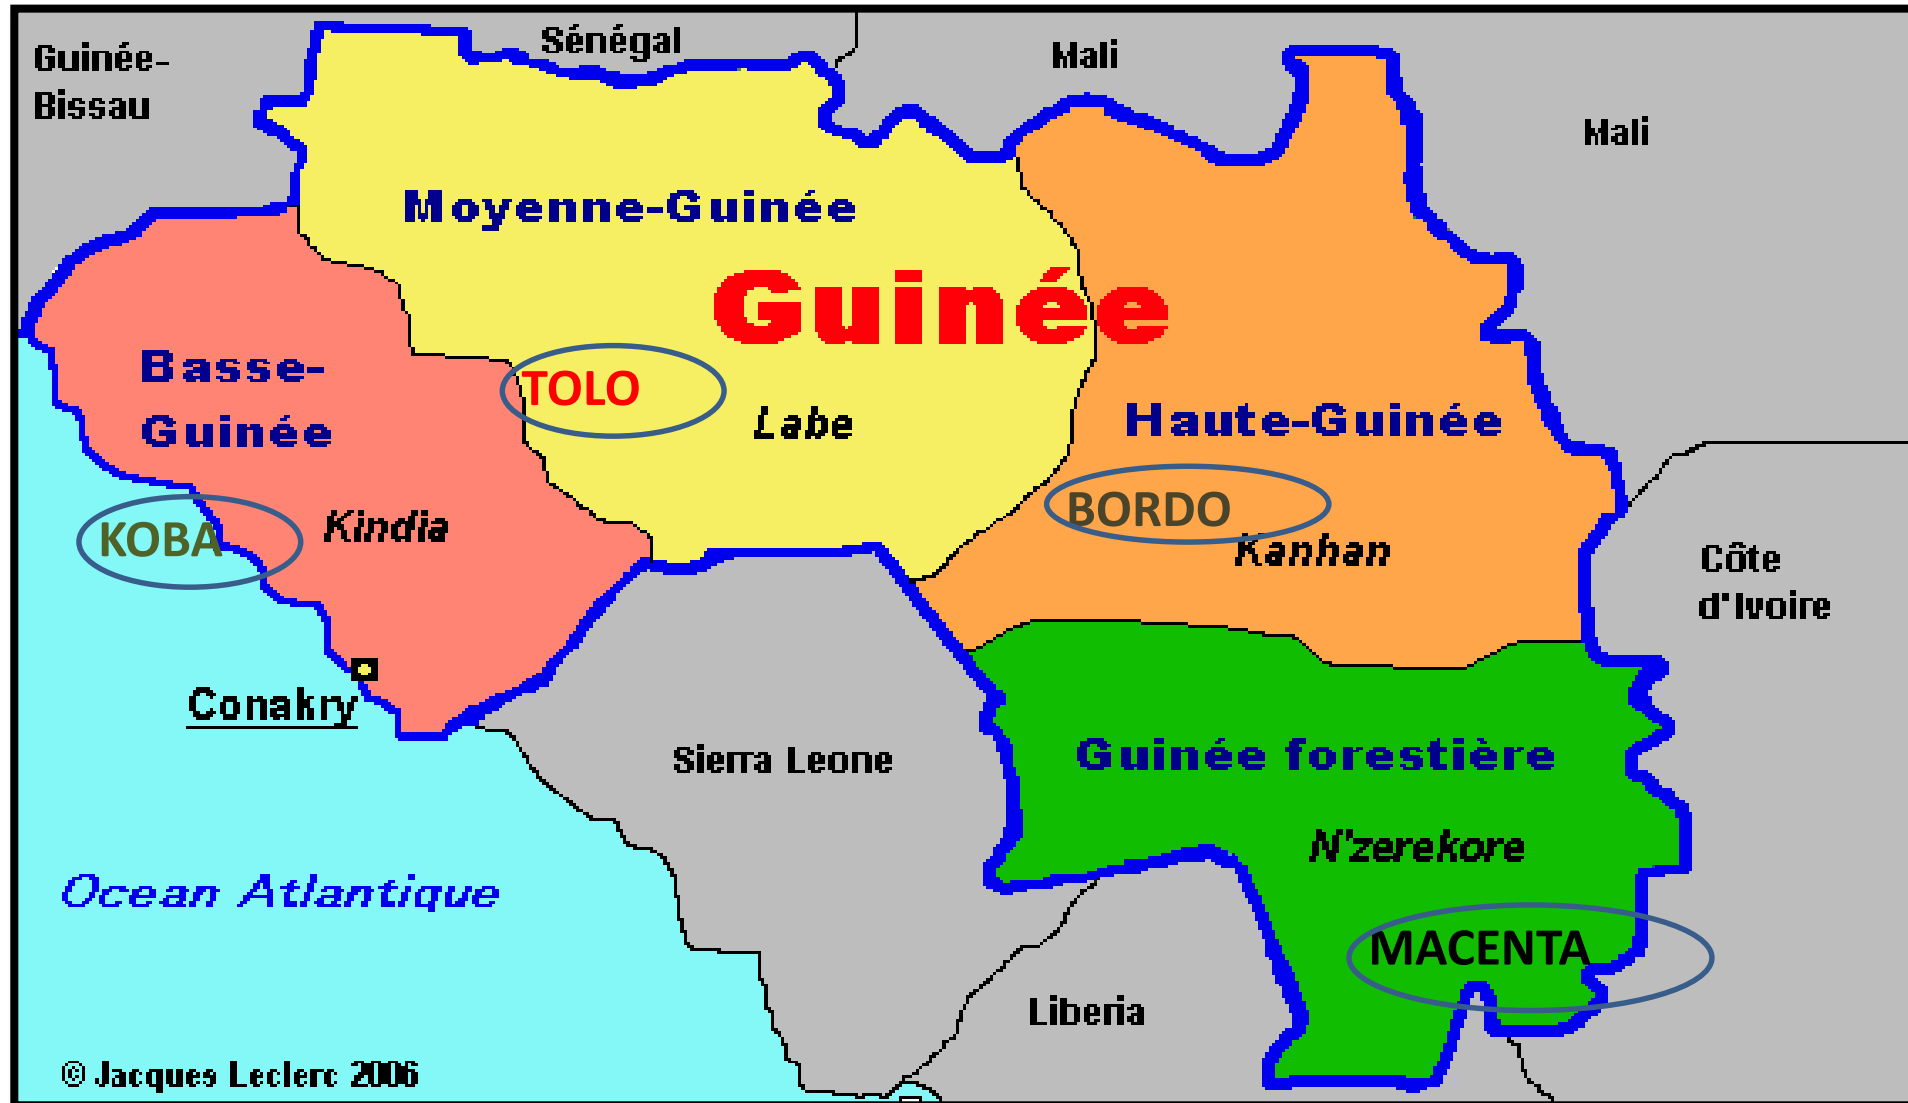 Guinée-
Bissau
Sénégal
Mali
Mali
Moyenne-Guinée
Guinée
Basse-
Guinée
TOLO
Labe
Haute-Guinée
KOBA
Kindia
BORDO
Kanhan
Côte
d'Ivoire
Conakry
Sierra Leone
Guinée forestière
N'zerekore
Ocean Atlantique
MACENTA
Liberia
© Jacques Leclerc 2006